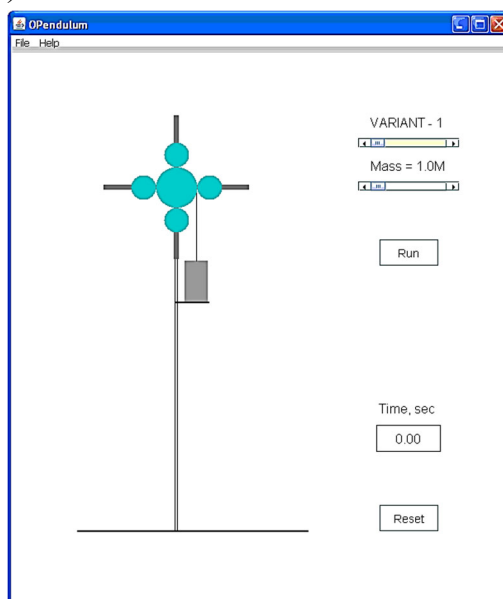 OPendulum
File Help
VARIANT - 1
Mass = 1.0M
Run
Time, sec
0.00
Reset